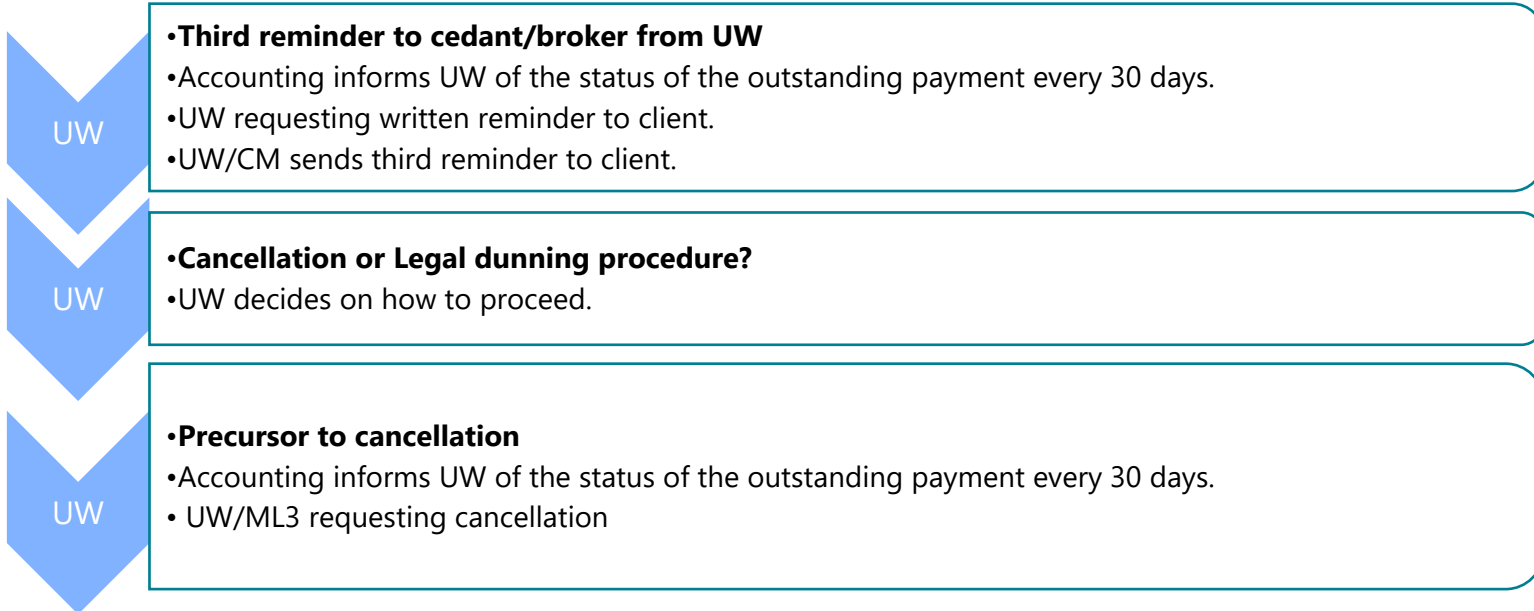 UW
•Third reminder to cedant/broker from UW
•Accounting informs UW of the status of the outstanding payment every 30 days.
•UW requesting written reminder to client.
•UW/CM sends third reminder to client.
UW
•Cancellation or Legal dunning procedure?
•UW decides on how to proceed.
UW
•Precursor to cancellation
•Accounting informs UW of the status of the outstanding payment every 30 days.
• UW/ML3 requesting cancellation